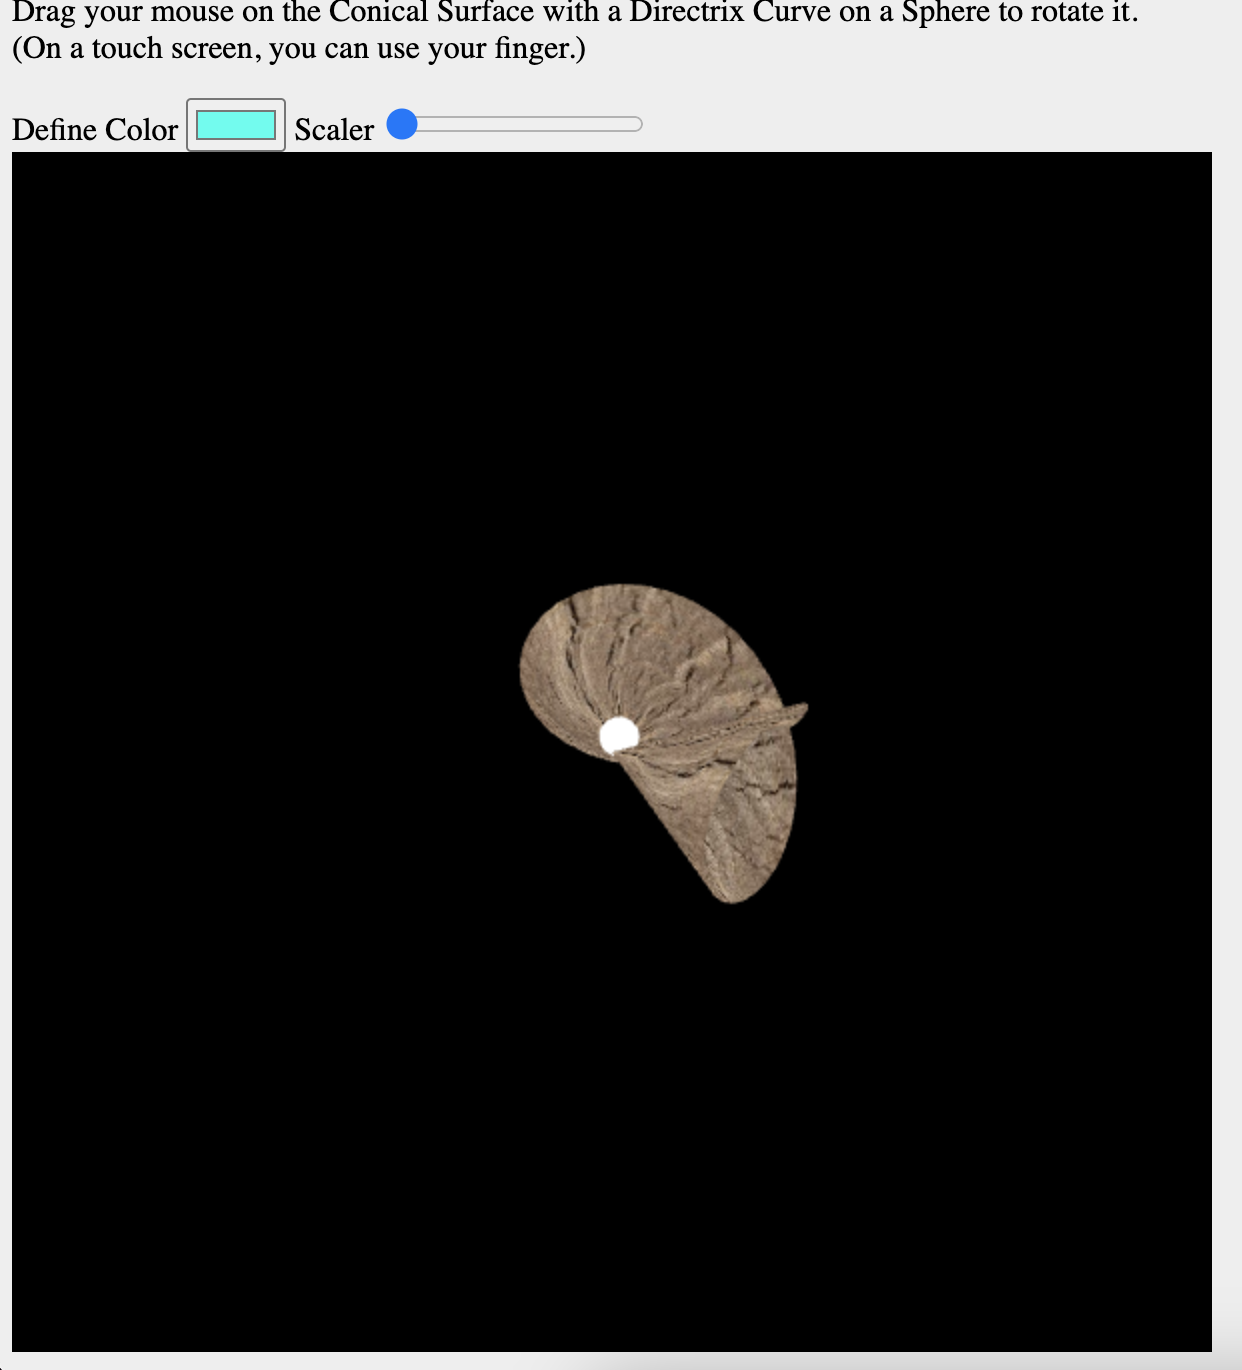 Drag your mouse on the Conical Surface with a Directrix Curve on a Sphere to rotate it.
(On a touch screen, you can use your finger.)
Define Color Scaler